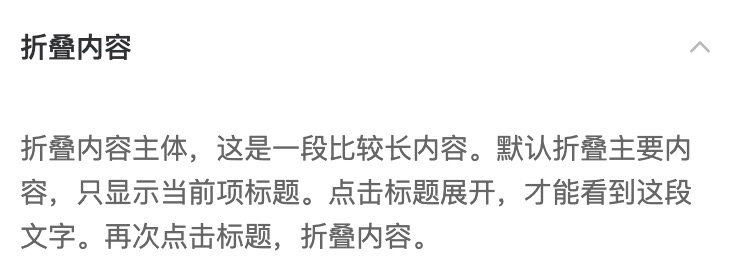 折叠内容
折叠内容主体，这是一段比较长内容。默认折叠主要内
容，只显示当前项标题。点击标题展开，才能看到这段
文字。再次点击标题，折叠内容。